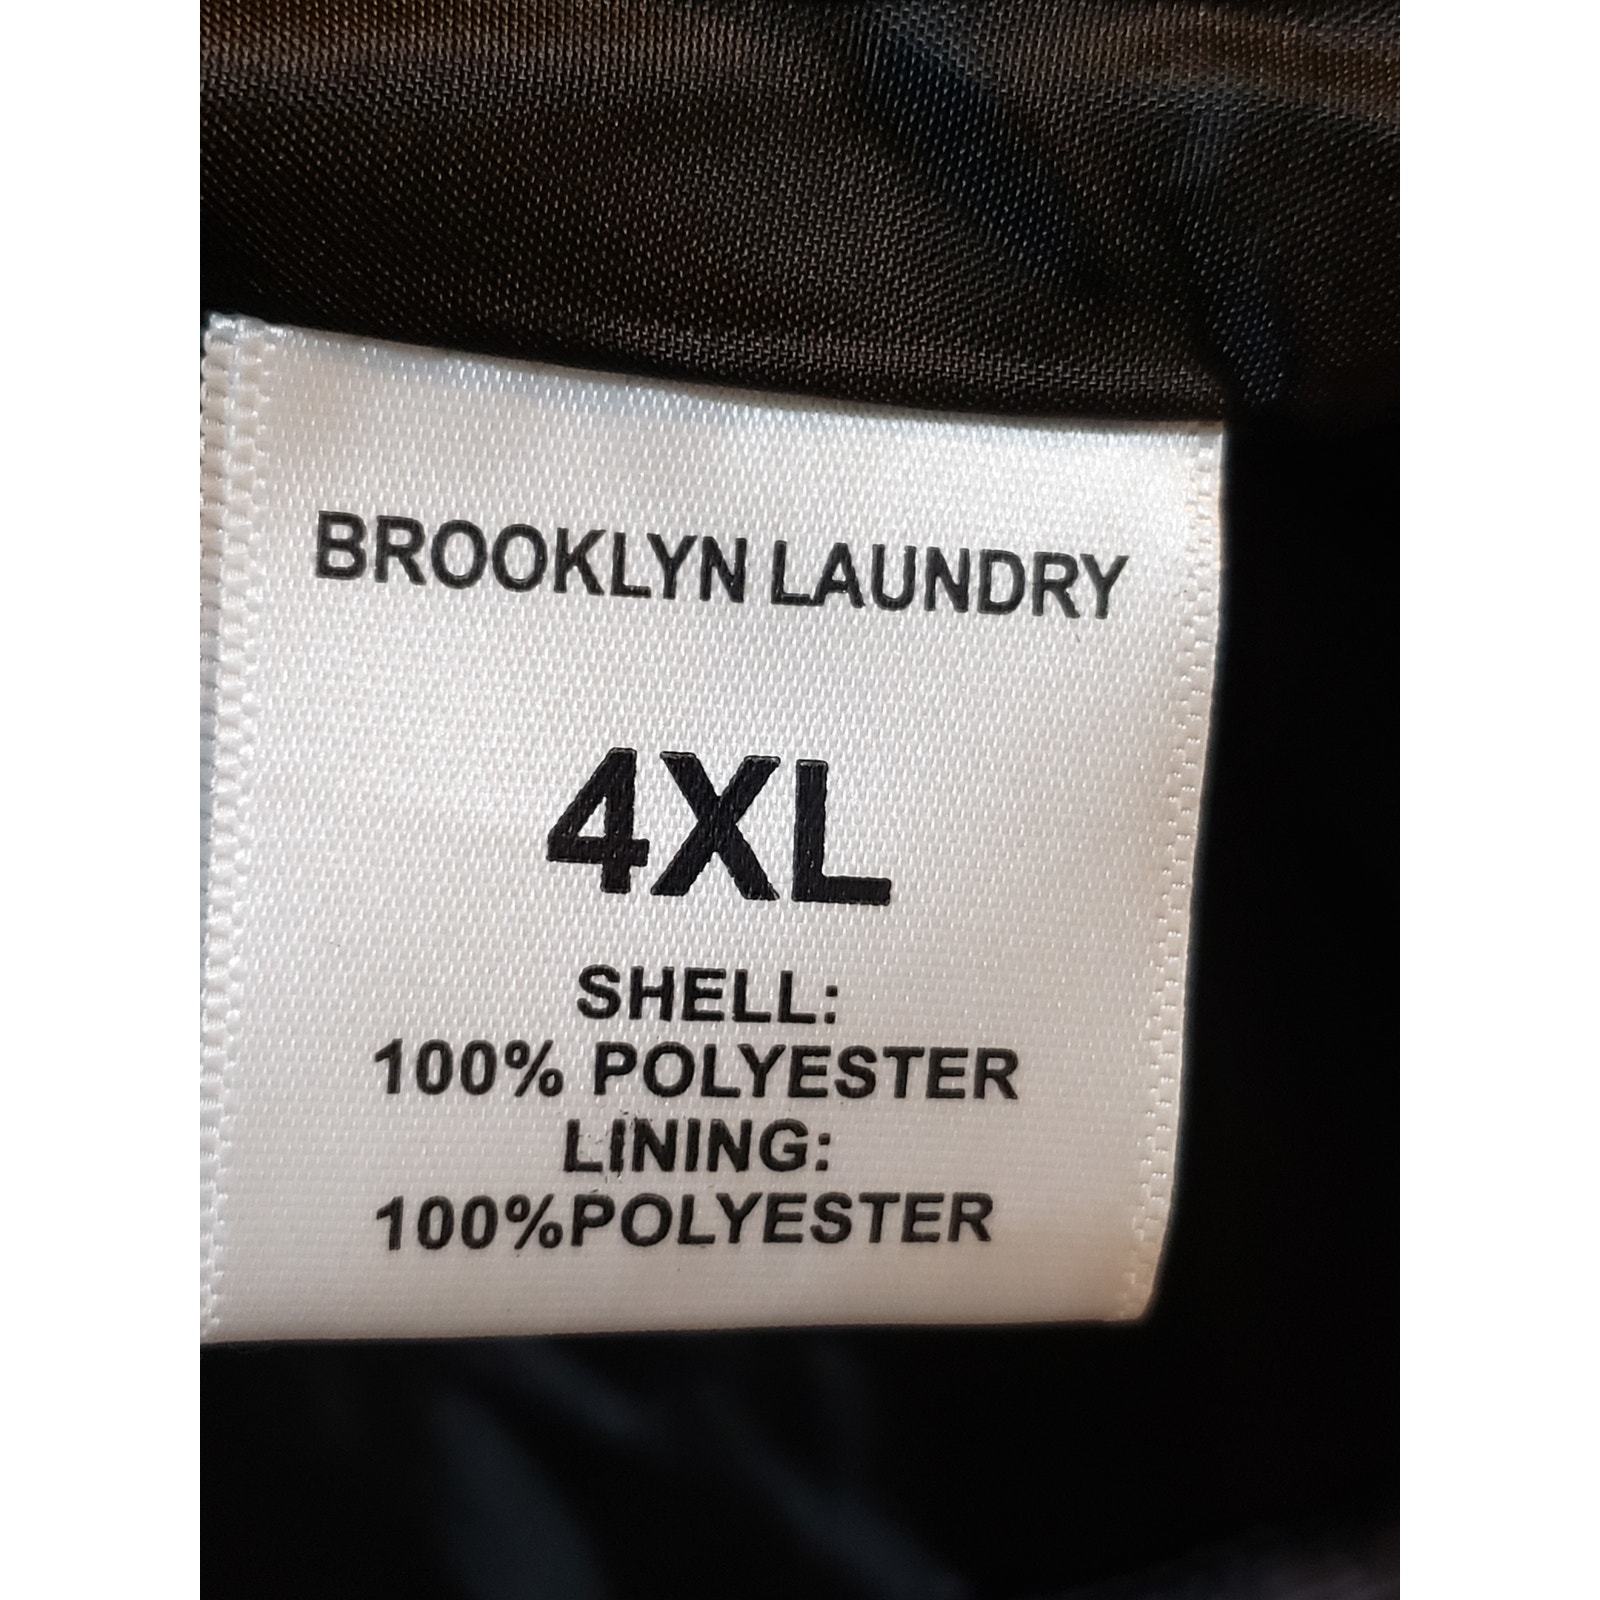 BROOKLYN LAUNDRY
4XL
SHELL:
100% POLYESTER
LINING:
100%POLYESTER